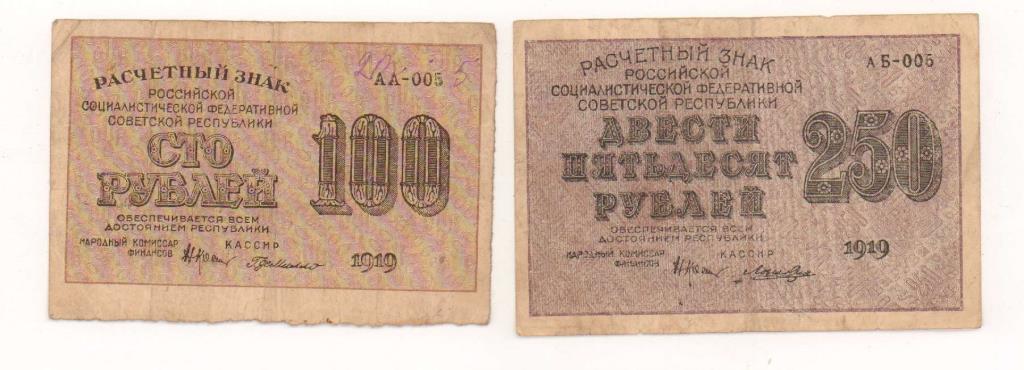 РАСЧЕТНЫЙ ЗНАК
АА-005
РОССИЙСКОЙ
СОЦИАЛИСТИЧЕСКОЙ ФЕДЕРАТИВНОЙ
СОВЕТСКОЙ РЕСПУБЛИКИ
СТО
РУБЛЕЙ
100
ОБЕСПЕЧИВАЕТСЯ ВСЕМ
ДОСТОЯНИЕМ РЕСПУБЛИКИ
НАРОДНЫЙ КОМИССАР
ФИНАНСОВ
КАССИР
1919
РАСЧЕТНЫЙ ЗНАК
АБ-005
РОССИЙСКОЙ
СОЦИАЛИСТИЧЕСКОЙ ФЕДЕРАТИВНОЙ
СОВЕТСКОЙ РЕСПУБЛИКИ
ДВЕСТИ
ПЯТЬДЕСЯТ
РУБЛЕЙ
250
ОБЕСПЕЧИВАЕТСЯ ВСЕМ
ДОСТОЯНИЕМ РЕСПУБЛИКИ
НАРОДНЫЙ КОМИССАР
ФИНАНСОВ
КАССИР
1919